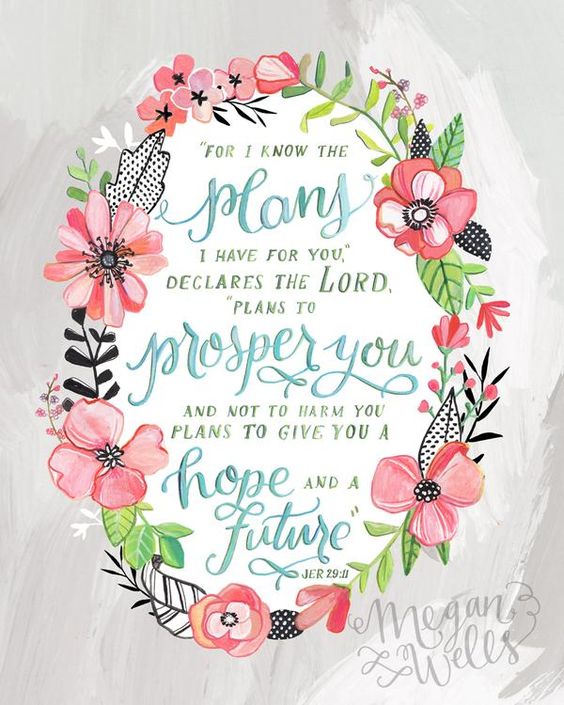 "FOR I KNOW THE
plans
I HAVE FOR YOU,"
DECLARES THE LORD,
"PLANS TO
prosper you
AND NOT TO HARM YOU
PLANS TO GIVE YOU A
hope AND A
future"
JER 29:11
Megan
Wells